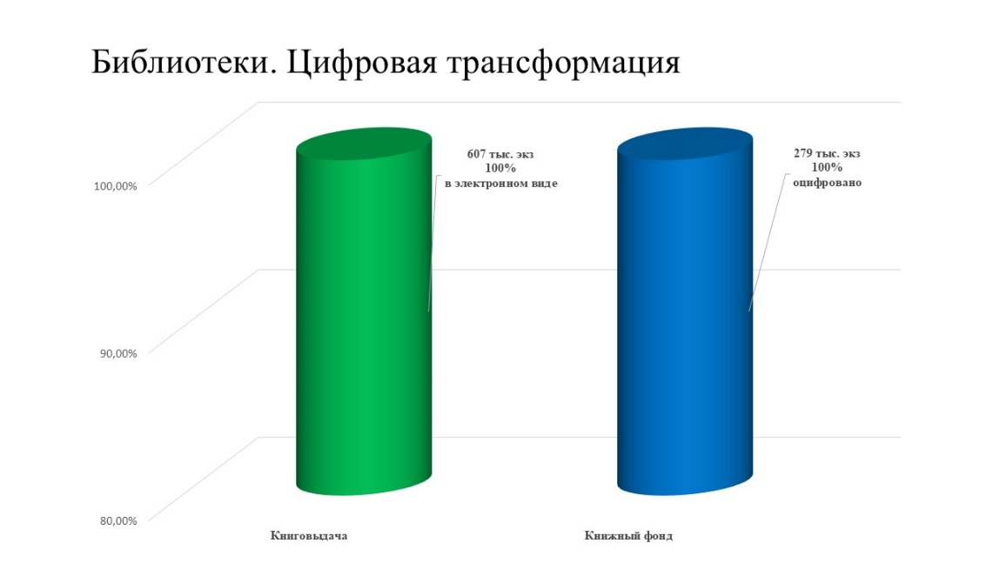 Библиотеки. Цифровая трансформация
607 тыс. экз
100%
в электронном виде
279 тыс. экз
100%
оцифровано
100,00%
90,00%
80,00%
Книговыдача
Книжный фонд